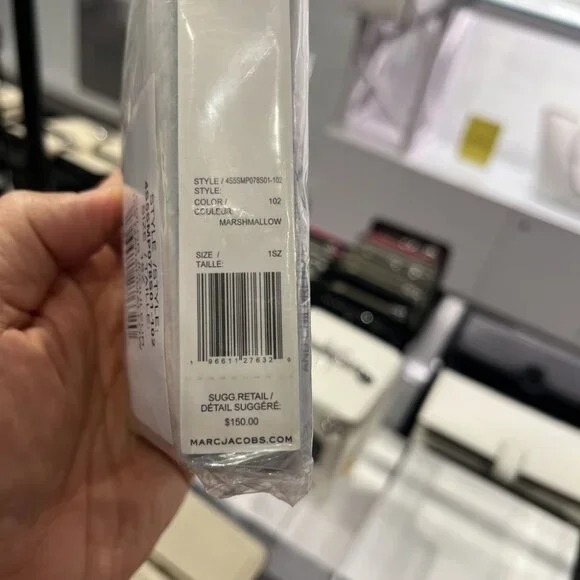 STYLE / 4S5SMP078S01-102
STYLE:
COLOR / 102
COULEUR
MARSHMALLOW
SIZE / 1SZ
TAILLE:
1 96611 27632 9
SUGG.RETAIL /
DÉTAIL SUGGÉRÉ:
$150.00
MARCJACOBS.COM